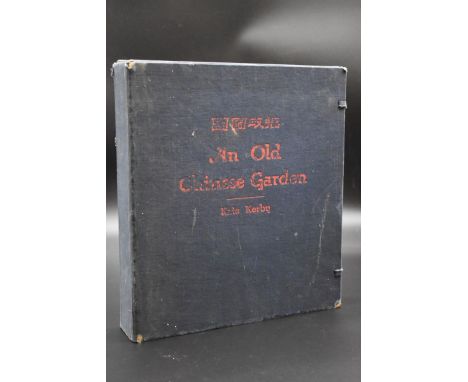 An Old
Chinese Garden
Kate Kerby